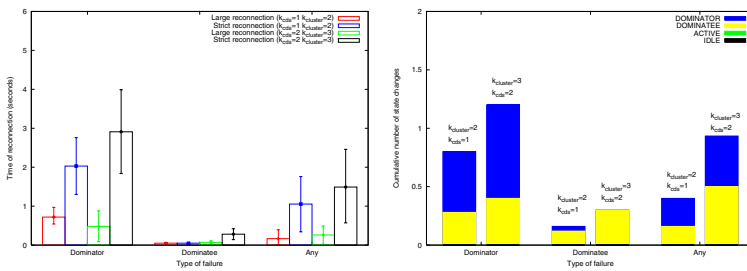 6
5
4
3
2
1
0
Time of reconnection (seconds)
Large reconnection (kcds=1 kcluster=2)
Strict reconnection (kcds=1 kcluster=2)
Large reconnection (kcds=2 kcluster=3)
Strict reconnection (kcds=2 kcluster=3)
Dominator
Dominatee
Any
Type of failure
2
1.5
1
0.5
0
Cumulative number of state changes
DOMINATOR
DOMINATEE
ACTIVE
IDLE
kcluster=2
kcds=1
kcluster=3
kcds=2
kcluster=2
kcds=1
kcluster=3
kcds=2
kcluster=2
kcds=1
kcluster=3
kcds=2
Dominator
Dominatee
Any
Type of failure